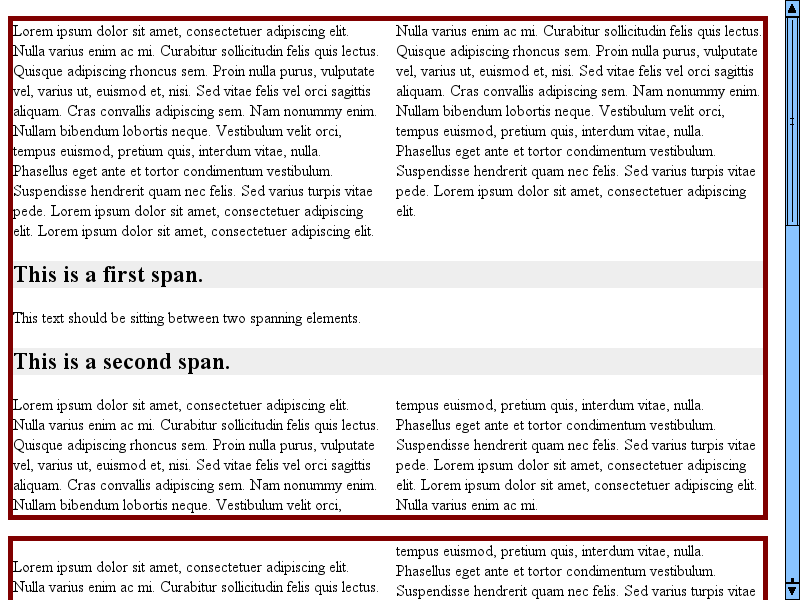 Lorem ipsum dolor sit amet, consectetuer adipiscing elit.
Nulla varius enim ac mi. Curabitur sollicitudin felis quis lectus.
Quisque adipiscing rhoncus sem. Proin nulla purus, vulputate
vel, varius ut, euismod et, nisi. Sed vitae felis vel orci sagittis
aliquam. Cras convallis adipiscing sem. Nam nonummy enim.
Nullam bibendum lobortis neque. Vestibulum velit orci,
tempus euismod, pretium quis, interdum vitae, nulla.
Phasellus eget ante et tortor condimentum vestibulum.
Suspendisse hendrerit quam nec felis. Sed varius turpis vitae
pede. Lorem ipsum dolor sit amet, consectetuer adipiscing
elit. Lorem ipsum dolor sit amet, consectetuer adipiscing elit.
Nulla varius enim ac mi. Curabitur sollicitudin felis quis lectus.
Quisque adipiscing rhoncus sem. Proin nulla purus, vulputate
vel, varius ut, euismod et, nisi. Sed vitae felis vel orci sagittis
aliquam. Cras convallis adipiscing sem. Nam nonummy enim.
Nullam bibendum lobortis neque. Vestibulum velit orci,
tempus euismod, pretium quis, interdum vitae, nulla.
Phasellus eget ante et tortor condimentum vestibulum.
Suspendisse hendrerit quam nec felis. Sed varius turpis vitae
pede. Lorem ipsum dolor sit amet, consectetuer adipiscing
elit.
This is a first span.
This text should be sitting between two spanning elements.
This is a second span.
Lorem ipsum dolor sit amet, consectetuer adipiscing elit.
Nulla varius enim ac mi. Curabitur sollicitudin felis quis lectus.
Quisque adipiscing rhoncus sem. Proin nulla purus, vulputate
vel, varius ut, euismod et, nisi. Sed vitae felis vel orci sagittis
aliquam. Cras convallis adipiscing sem. Nam nonummy enim.
Nullam bibendum lobortis neque. Vestibulum velit orci,
tempus euismod, pretium quis, interdum vitae, nulla.
Phasellus eget ante et tortor condimentum vestibulum.
Suspendisse hendrerit quam nec felis. Sed varius turpis vitae
pede. Lorem ipsum dolor sit amet, consectetuer adipiscing
elit. Lorem ipsum dolor sit amet, consectetuer adipiscing elit.
Nulla varius enim ac mi.
Lorem ipsum dolor sit amet, consectetuer adipiscing elit.
Nulla varius enim ac mi. Curabitur sollicitudin felis quis lectus.
tempus euismod, pretium quis, interdum vitae, nulla.
Phasellus eget ante et tortor condimentum vestibulum.
Suspendisse hendrerit quam nec felis. Sed varius turpis vitae